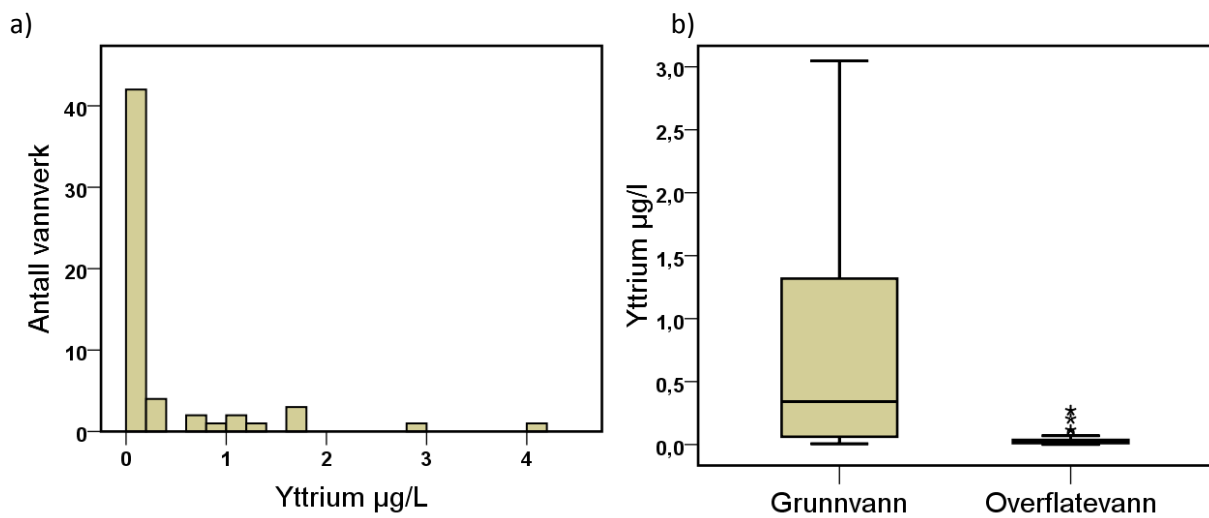 a)
Antall vannverk
40
30
20
10
0
0 1 2 3 4
Yttrium µg/L
b)
Yttrium µg/l
3,0
2,5
2,0
1,5
1,0
0,5
0,0
Grunnvann Overflatevann